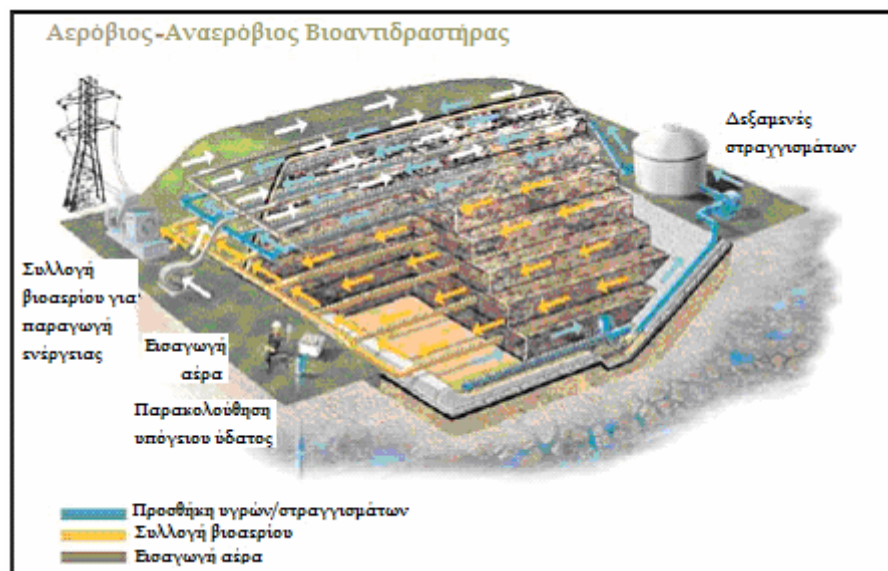 Αερόβιος-Αναερόβιος Βιοαντιδραστήρας
Δεξαμενές
στραγγισμάτων
Συλλογή
βιοαερίου για
παραγωγή
ενέργειας
Εισαγωγή
αέρα
Παρακολούθηση
υπόγειου ύδατος
Προσθήκη υγρών/στραγγισμάτων
Συλλογή βιοαερίου
Εισαγωγή αέρα